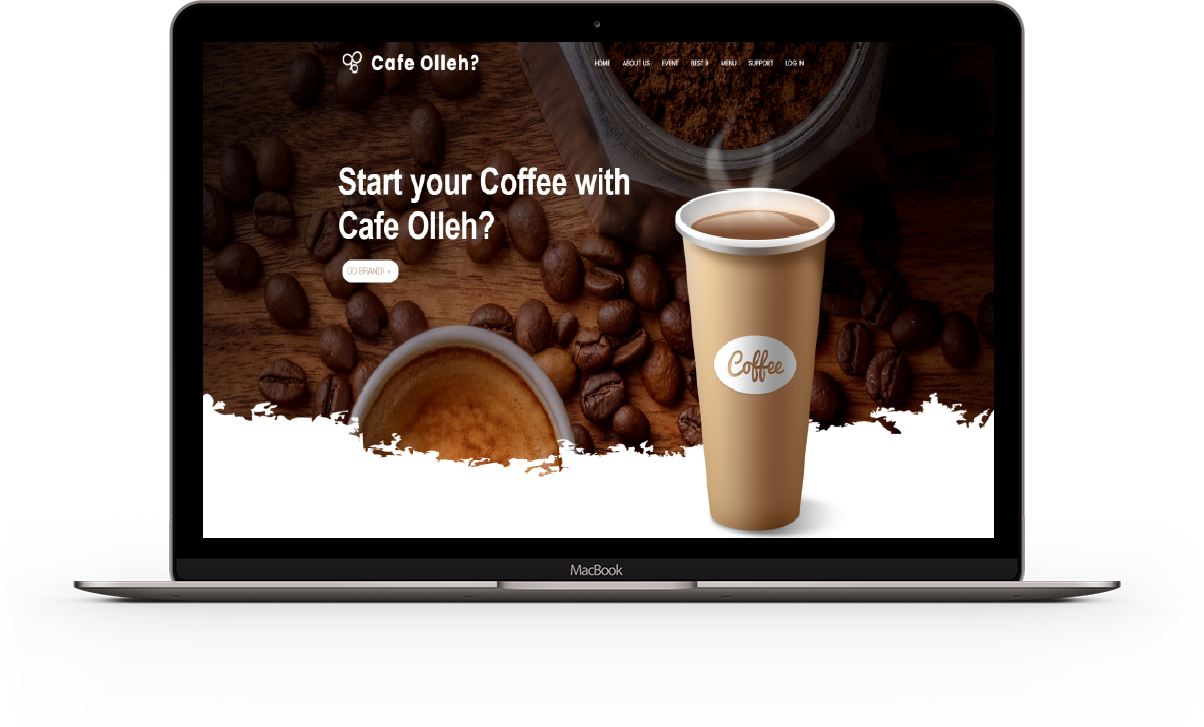 Cafe Olleh?
HOME ABOUT US EVENT BEST 9 MENU SUPPORT LOG IN
Start your Coffee with
Cafe Olleh?
GO BRAND!
Coffee
MacBook